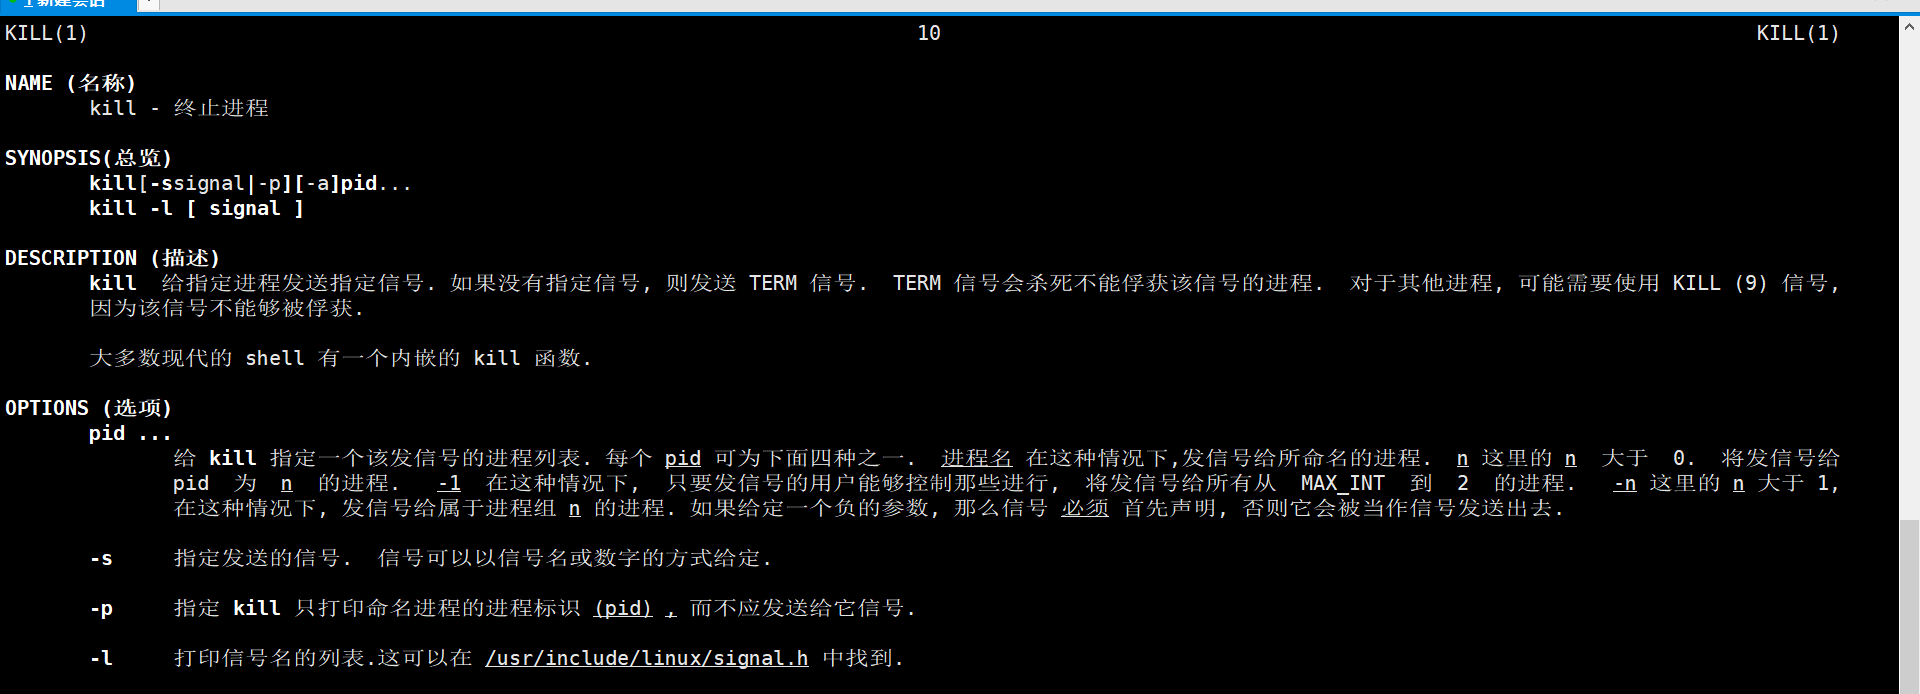 KILL(1) 10 KILL(1)
NAME (名称)
kill - 终止进程
SYNOPSIS(总览)
kill[-ssignal|-p][-a]pid...
kill -l [ signal ]
DESCRIPTION (描述)
kill 给指定进程发送指定信号. 如果没有指定信号, 则发送 TERM 信号. TERM 信号会杀死不能俘获该信号的进程. 对于其他进程, 可能需要使用 KILL (9) 信号,
因为该信号不能够被俘获.
大多数现代的 shell 有一个内嵌的 kill 函数.
OPTIONS (选项)
pid ...
给 kill 指定一个该发信号的进程列表. 每个 pid 可为下面四种之一. 进程名 在这种情况下,发信号给所命名的进程. n 这里的 n 大于 0. 将发信号给
pid 为 n 的进程. -1 在这种情况下, 只要发信号的用户能够控制那些进行, 将发信号给所有从 MAX_INT 到 2 的进程. -n 这里的 n 大于 1,
在这种情况下, 发信号给属于进程组 n 的进程. 如果给定一个负的参数, 那么信号 必须 首先声明, 否则它会被当作信号发送出去.
-s 指定发送的信号. 信号可以以信号名或数字的方式给定.
-p 指定 kill 只打印命名进程的进程标识 (pid) , 而不应发送给它信号.
-l 打印信号名的列表.这可以在 /usr/include/linux/signal.h 中找到.